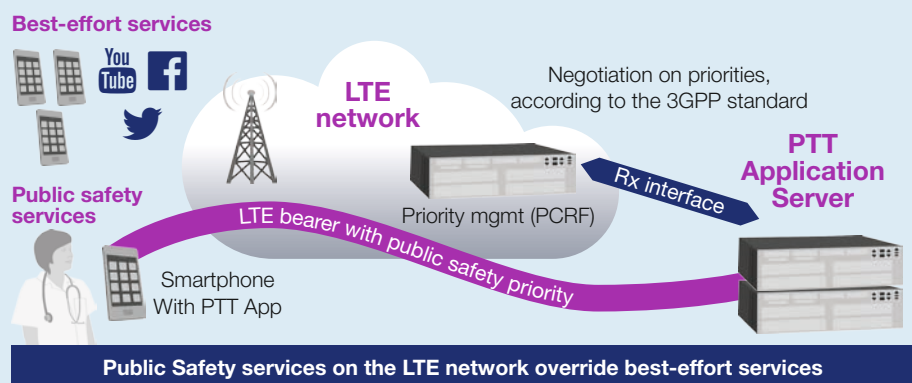 Best-effort services
You
Tube
f
LTE
network
Negotiation on priorities,
according to the 3GPP standard
PTT
Application
Server
Rx interface
Priority mgmt (PCRF)
Public safety
services
LTE bearer with public safety priority
Smartphone
With PTT App
Public Safety services on the LTE network override best-effort services